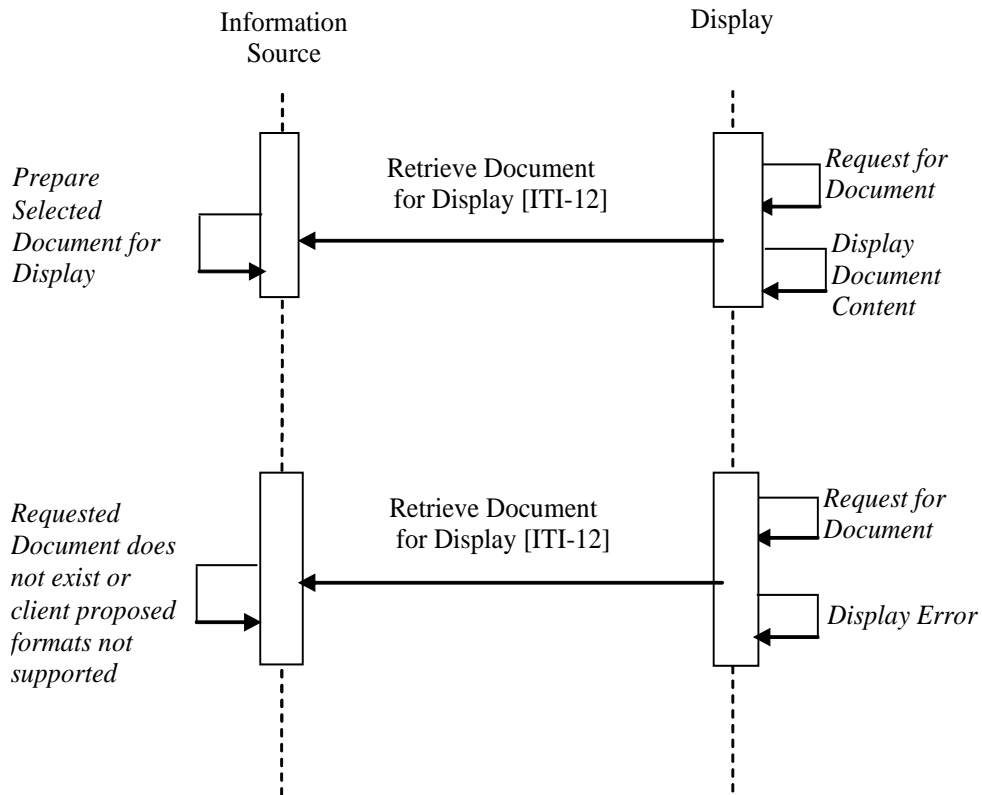 Information
Source
Display
Prepare
Selected
Document for
Display
Retrieve Document
for Display [ITI-12]
Request for
Document
Display
Document
Content
Requested
Document does
not exist or
client proposed
formats not
supported
Retrieve Document
for Display [ITI-12]
Request for
Document
Display Error